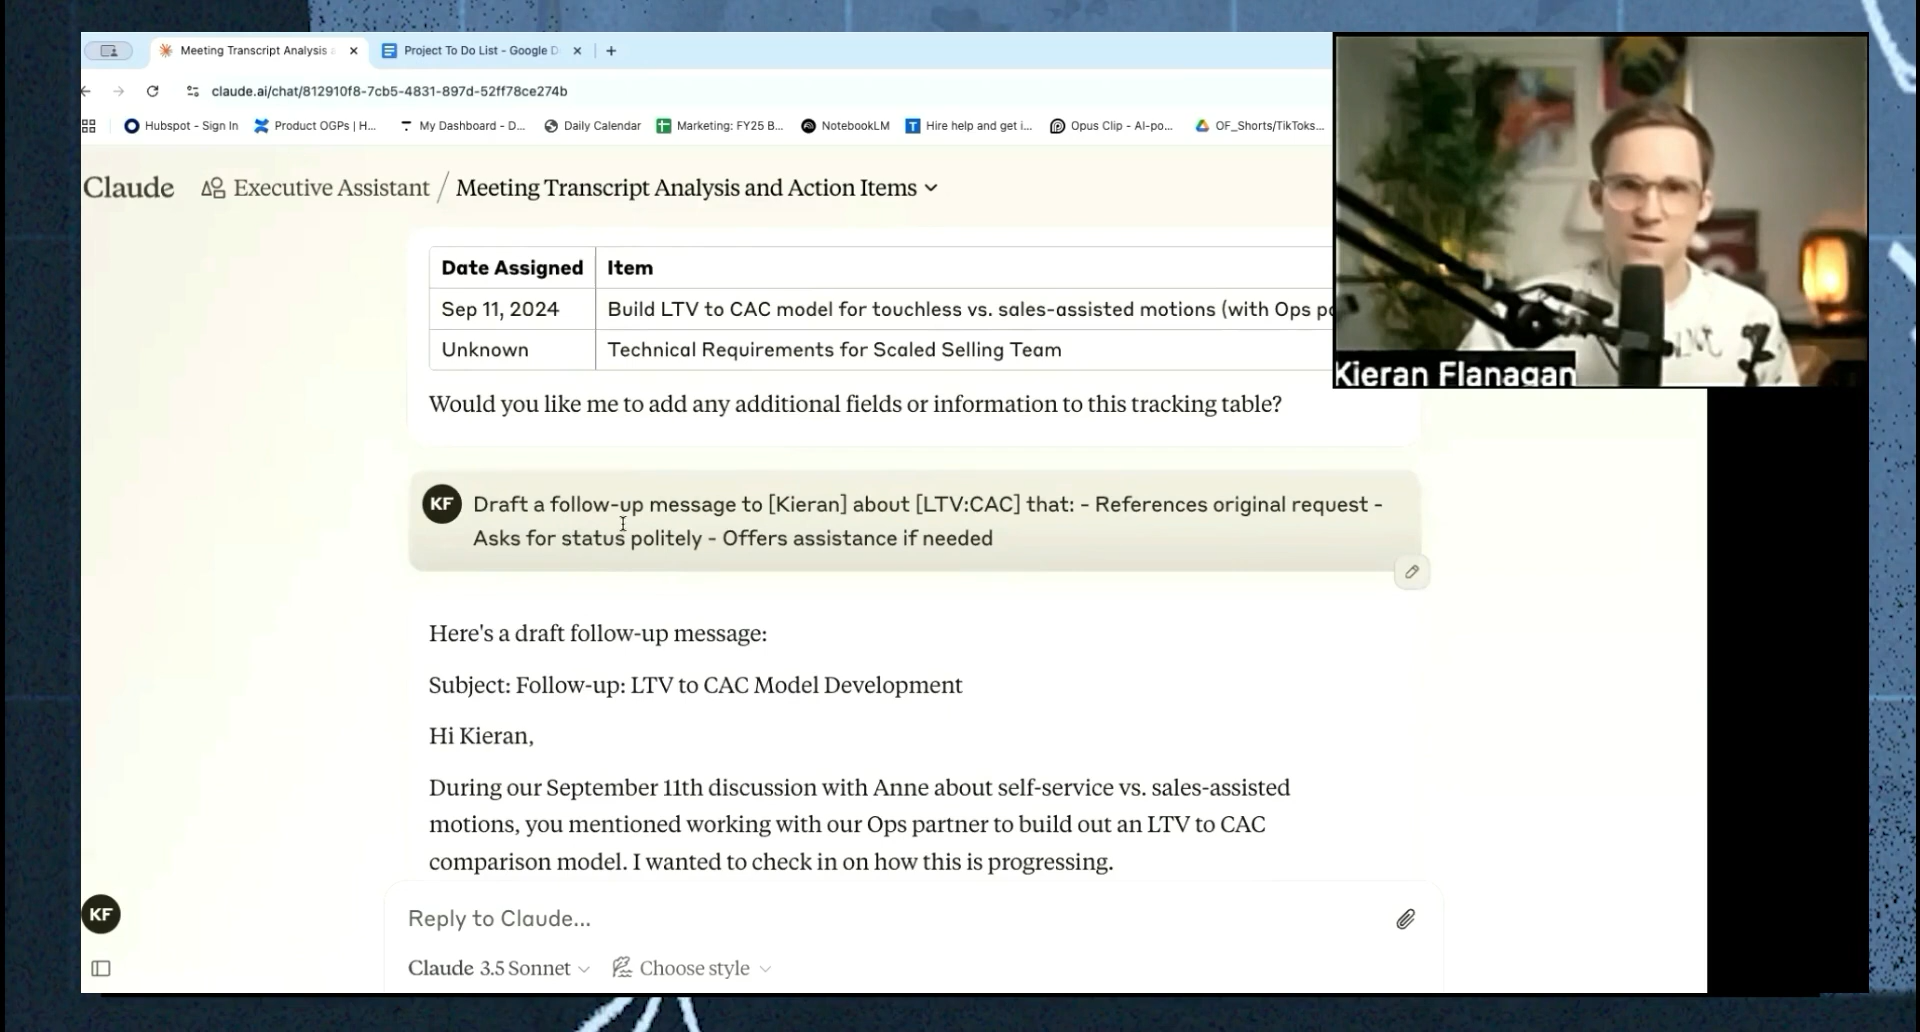 Meeting Transcript Analysis
Project To Do List - Google D
claude.ai/chat/812910f8-7cb5-4831-897d-52ff78ce274b
Hubspot - Sign In
Product OGPs | H...
My Dashboard - D...
Daily Calendar
Marketing: FY25 B...
NotebookLM
Hire help and get i...
Opus Clip - AI-po...
OF_Shorts/TikToks...
Claude Executive Assistant / Meeting Transcript Analysis and Action Items
Date Assigned Item
Sep 11, 2024 Build LTV to CAC model for touchless vs. sales-assisted motions (with Ops
Unknown Technical Requirements for Scaled Selling Team
Would you like me to add any additional fields or information to this tracking table?
Kieran Flanagan
KF Draft a follow-up message to [Kieran] about [LTV:CAC] that: - References original request -
Asks for status politely - Offers assistance if needed
Here's a draft follow-up message:
Subject: Follow-up: LTV to CAC Model Development
Hi Kieran,
During our September 11th discussion with Anne about self-service vs. sales-assisted
motions, you mentioned working with our Ops partner to build out an LTV to CAC
comparison model. I wanted to check in on how this is progressing.
KF
Reply to Claude...
Claude 3.5 Sonnet Choose style